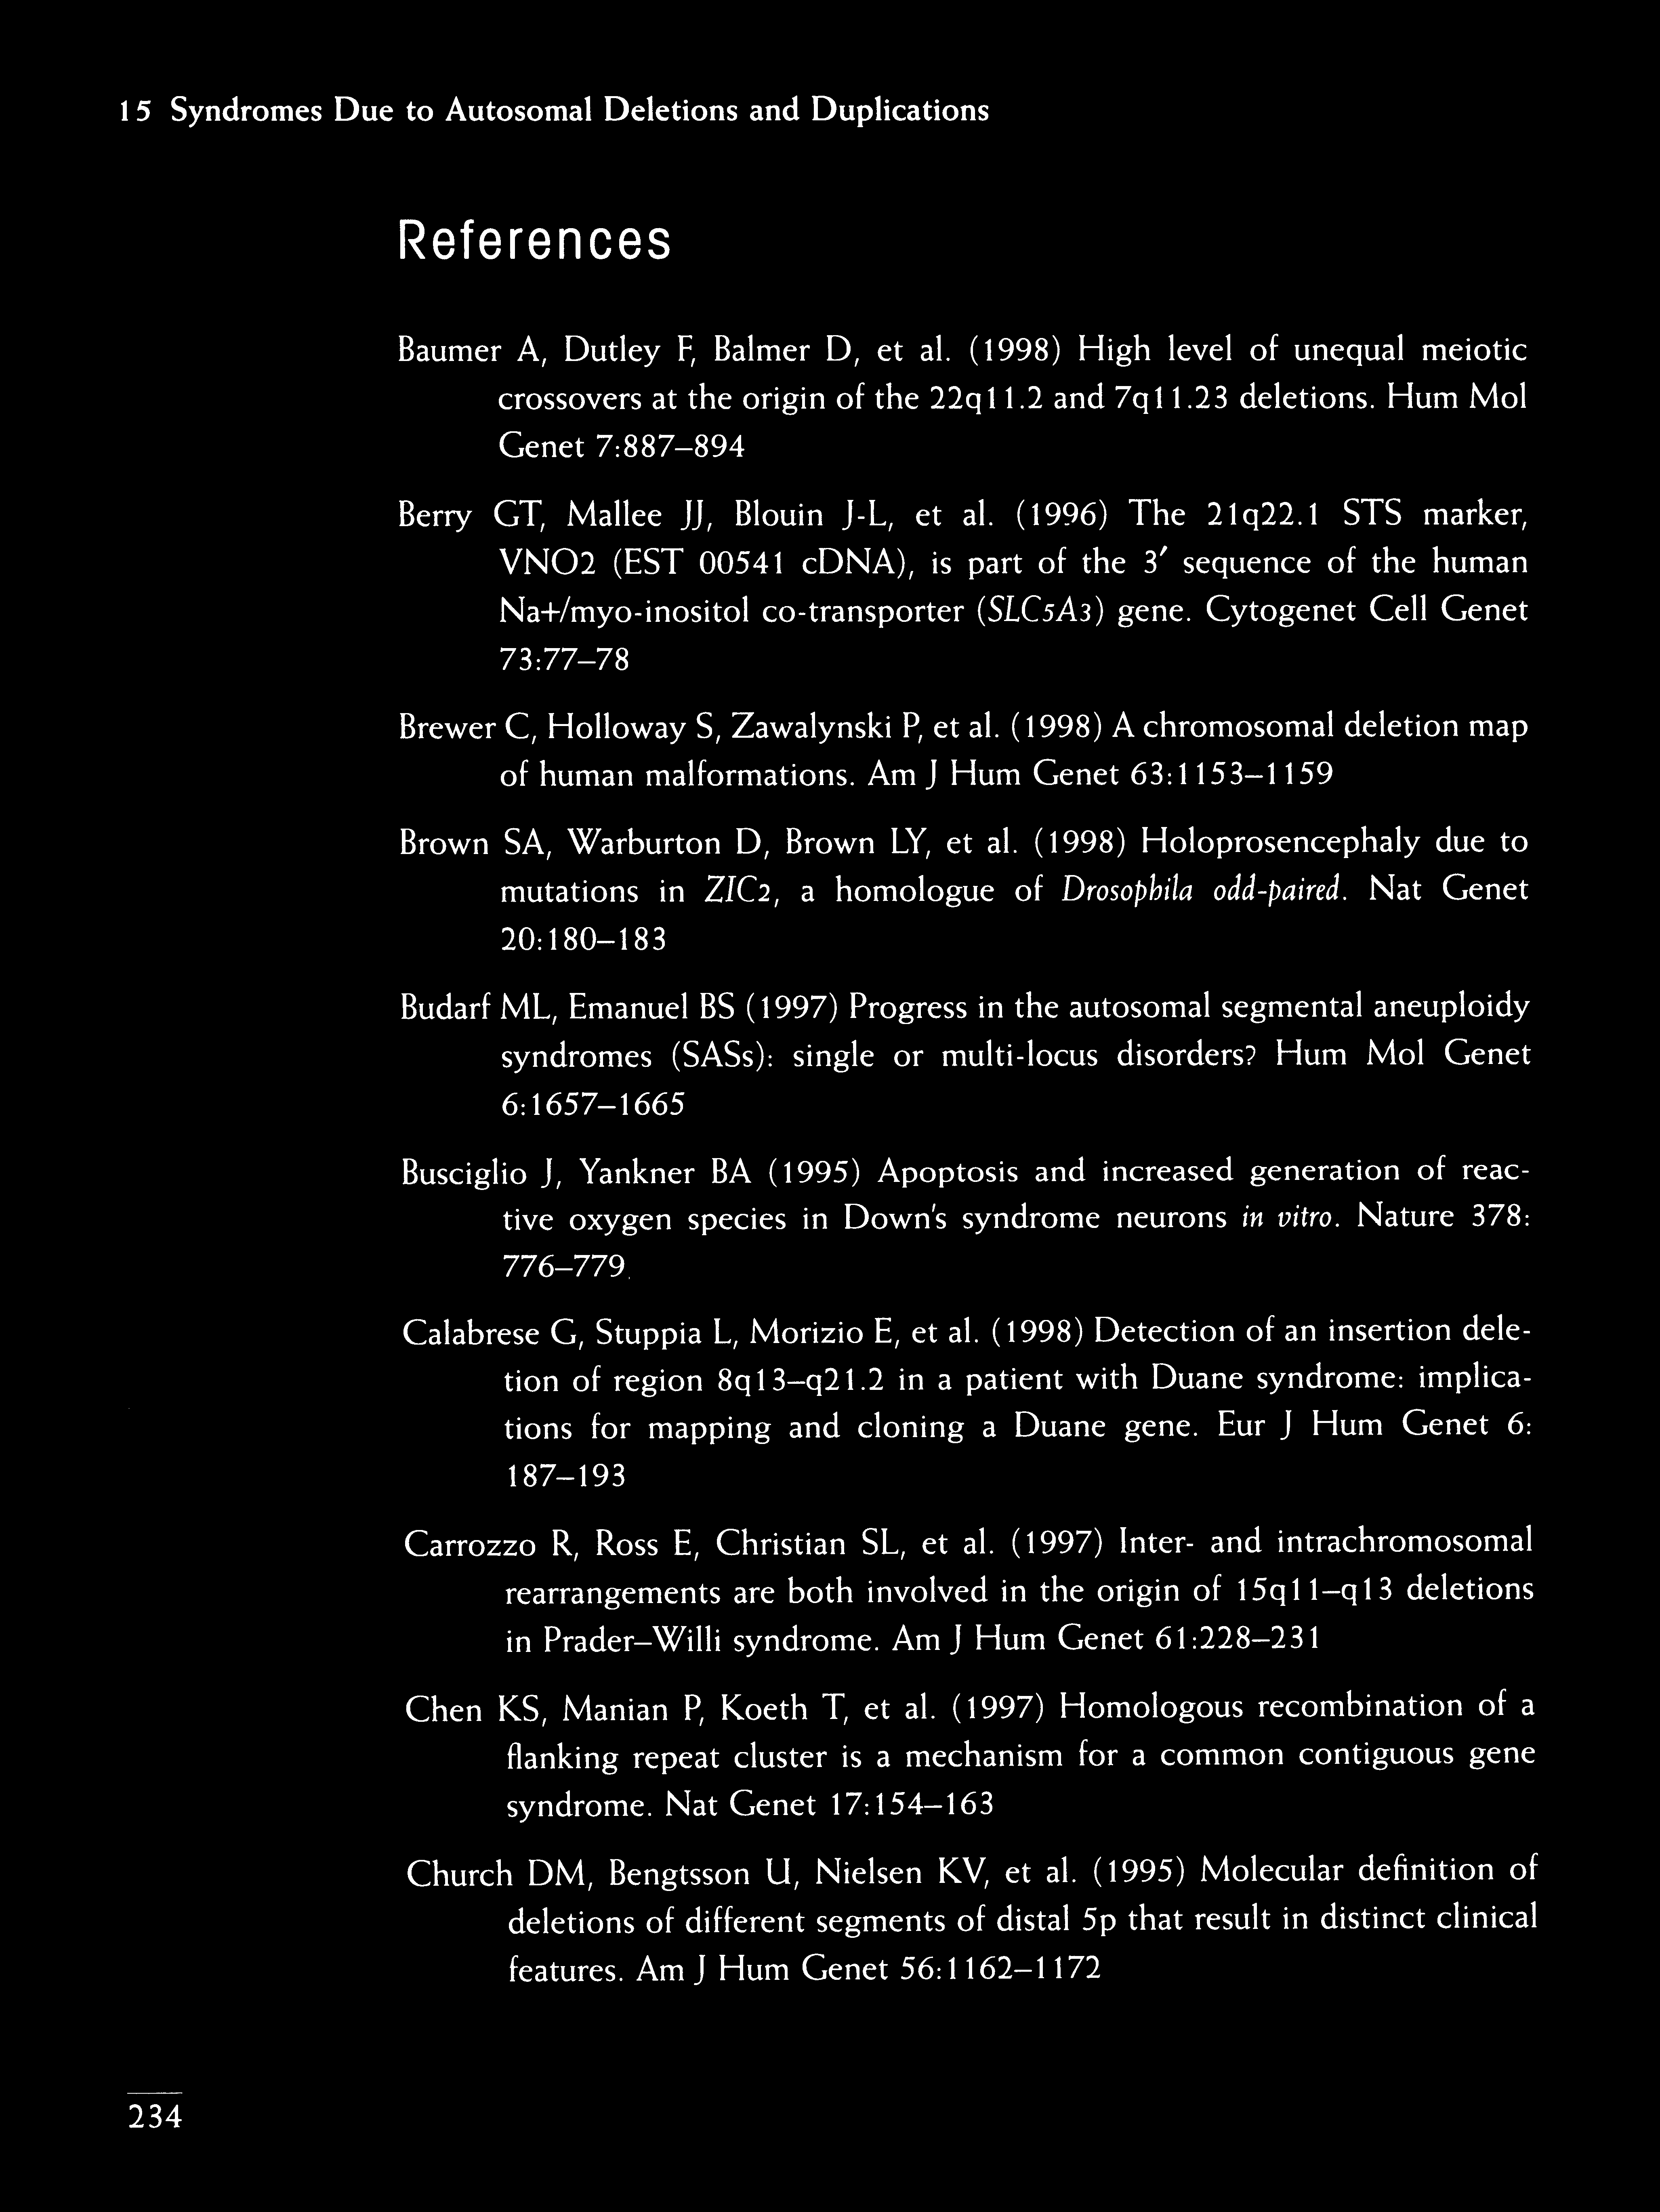 15 Syndromes Due to Autosomal Deletions and Duplications
References
Baumer A, Dutley F, Balmer D, et al. (1998) High level of unequal meiotic
crossovers at the origin of the 22q11.2 and 7q11.23 deletions. Hum Mol
Genet 7:887–894
Berry GT, Mallee JJ, Blouin J-L, et al. (1996) The 21q22.1 STS marker,
VNO2 (EST 00541 cDNA), is part of the 3′ sequence of the human
Na+/myo-inositol co-transporter (SLC5A3) gene. Cytogenet Cell Genet
73:77–78
Brewer C, Holloway S, Zawalynski P, et al. (1998) A chromosomal deletion map
of human malformations. Am J Hum Genet 63:1153–1159
Brown SA, Warburton D, Brown LY, et al. (1998) Holoprosencephaly due to
mutations in ZIC2, a homologue of Drosophila odd-paired. Nat Genet
20:180–183
Budarf ML, Emanuel BS (1997) Progress in the autosomal segmental aneuploidy
syndromes (SASs): single or multi-locus disorders? Hum Mol Genet
6:1657–1665
Busciglio J, Yankner BA (1995) Apoptosis and increased generation of reac-
tive oxygen species in Down's syndrome neurons in vitro. Nature 378:
776–779.
Calabrese G, Stuppia L, Morizio E, et al. (1998) Detection of an insertion dele-
tion of region 8q13–q21.2 in a patient with Duane syndrome: implica-
tions for mapping and cloning a Duane gene. Eur J Hum Genet 6:
187–193
Carrozzo R, Ross E, Christian SL, et al. (1997) Inter- and intrachromosomal
rearrangements are both involved in the origin of 15q11–q13 deletions
in Prader–Willi syndrome. Am J Hum Genet 61:228–231
Chen KS, Manian P, Koeth T, et al. (1997) Homologous recombination of a
flanking repeat cluster is a mechanism for a common contiguous gene
syndrome. Nat Genet 17:154–163
Church DM, Bengtsson U, Nielsen KV, et al. (1995) Molecular definition of
deletions of different segments of distal 5p that result in distinct clinical
features. Am J Hum Genet 56:1162–1172
234